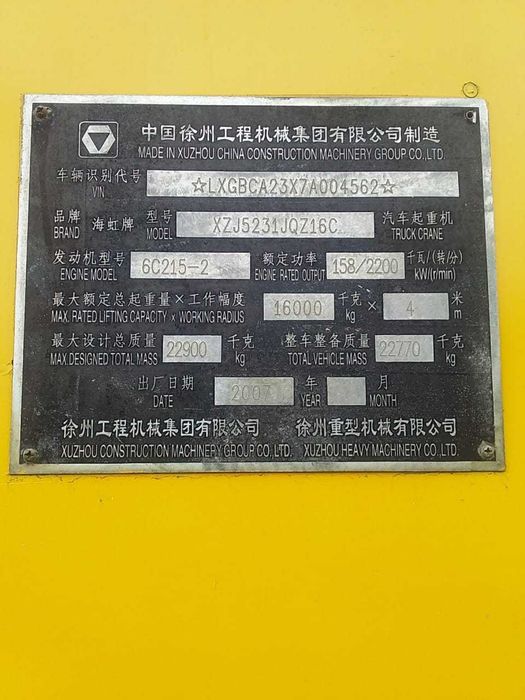 中国徐州工程机械集团有限公司制造
MADE IN XUZHOU CHINA CONSTRUCTION MACHINERY GROUP CO.,LTD.
车辆识别代号 ☆LXGBCA23X7A004562☆
VIN
品牌 海虹牌 型号 XZJ5231JQZ16C 汽车起重机
BRAND MODEL TRUCK CRANE
发动机型号 6C215-2 额定功率 158/2200 千瓦/(转/分)
ENGINE MODEL ENGINE RATED OUTPUT kW/(r/min)
最大额定总起重量×工作幅度 16000 千克 × 4 米
MAX. RATED LIFTING CAPACITY × WORKING RADIUS kg m
最大设计总质量 22900 千克 整车整备质量 22770 千克
MAX.DESIGNED TOTAL MASS kg TOTAL VEHICLE MASS kg
出厂日期 2007 年 月
DATE YEAR MONTH
徐州工程机械集团有限公司 徐州重型机械有限公司
XUZHOU CONSTRUCTION MACHINERY GROUP CO.,LTD. XUZHOU HEAVY MACHINERY CO.,LTD.